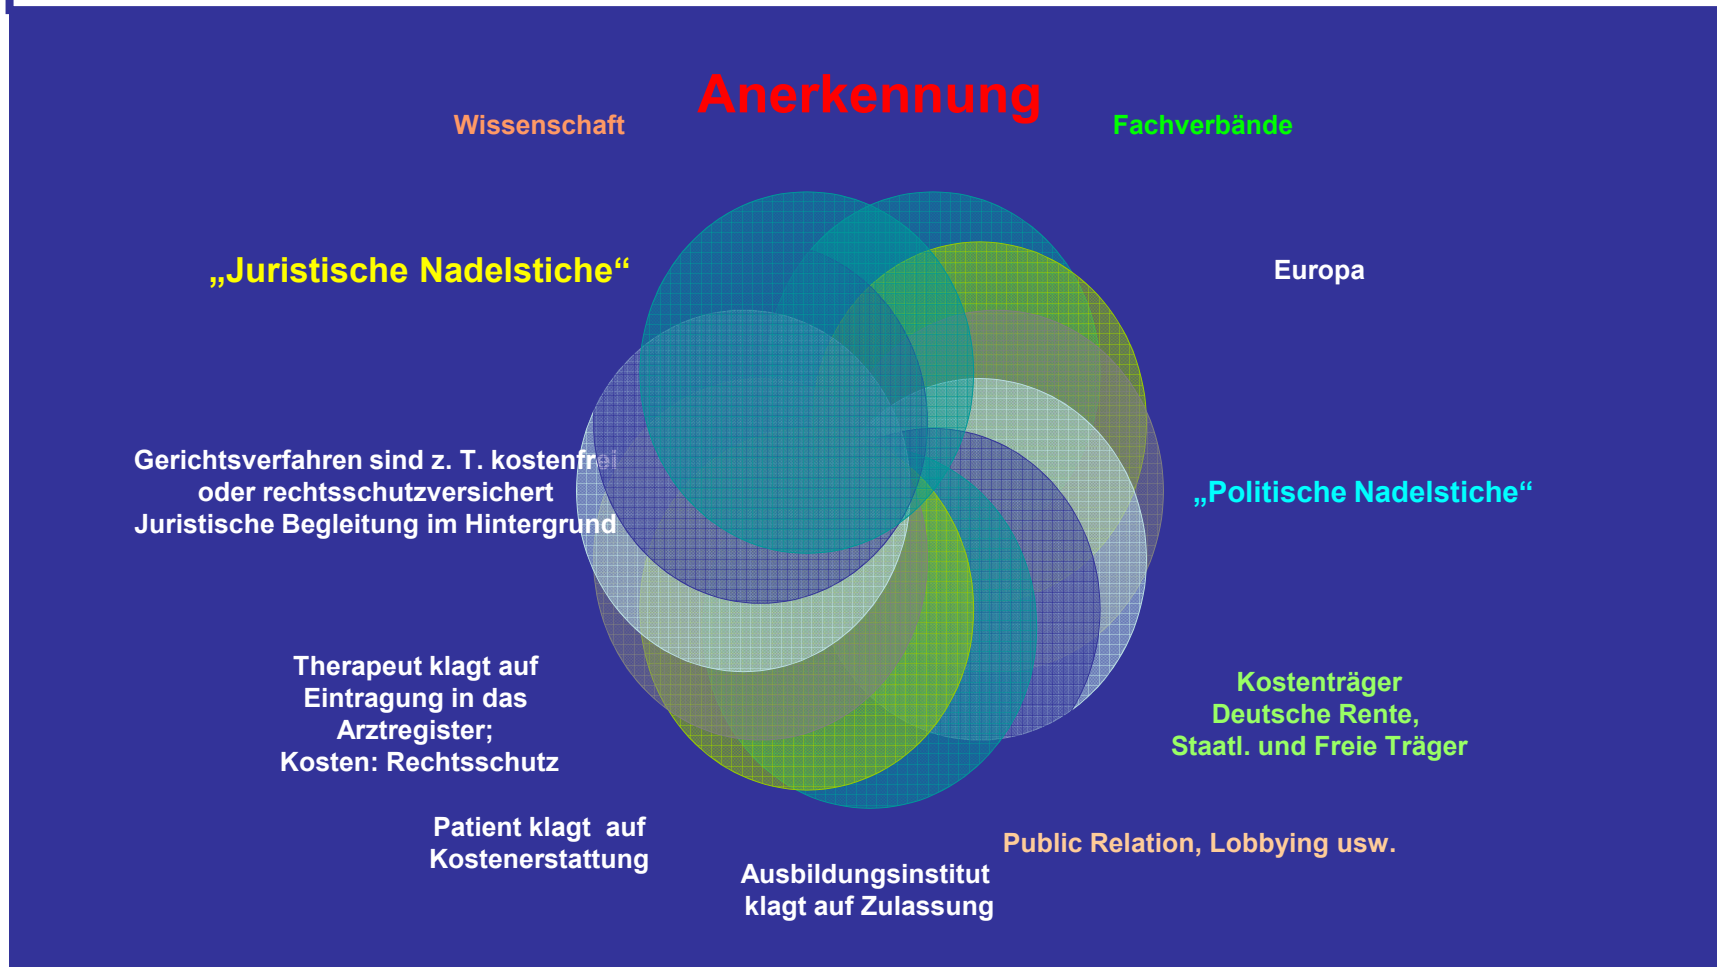 Anerkennung
Wissenschaft
Fachverbände
„Juristische Nadelstiche“
Europa
Gerichtsverfahren sind z. T. kostenfrei
oder rechtsschutzversichert
Juristische Begleitung im Hintergrund
„Politische Nadelstiche“
Therapeut klagt auf
Eintragung in das
Arztregister;
Kosten: Rechtsschutz
Kostenträger
Deutsche Rente,
Staatl. und Freie Träger
Patient klagt auf
Kostenerstattung
Public Relation, Lobbying usw.
Ausbildungsinstitut
klagt auf Zulassung